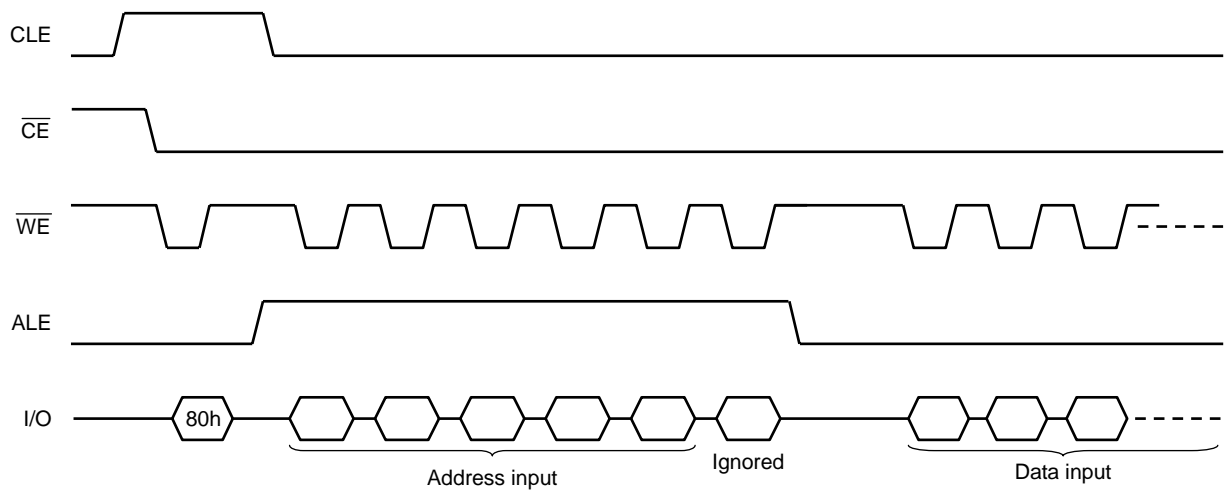 CLE
CE
WE
ALE
I/O
80h
Address input
Ignored
Data input